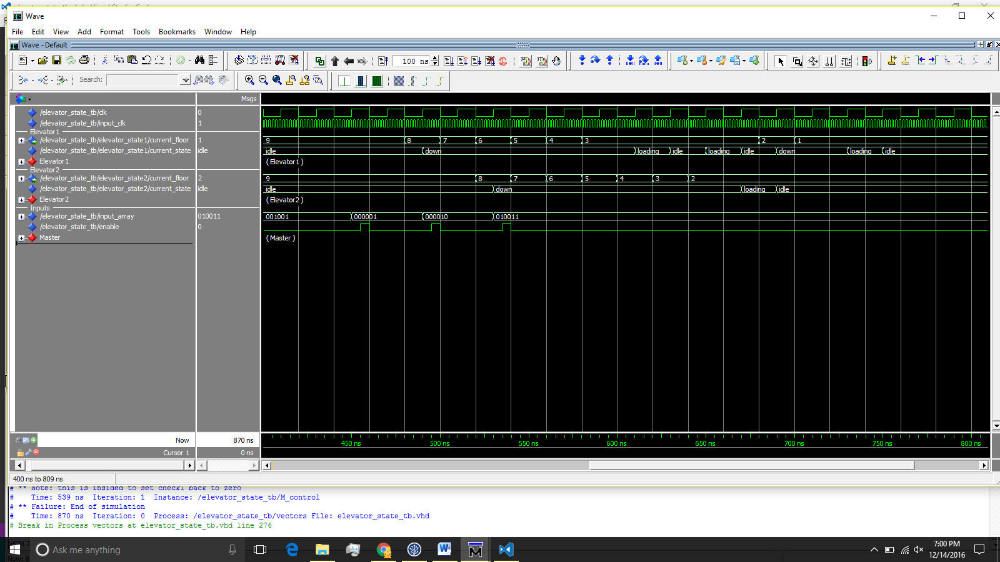 Wave
File Edit View Add Format Tools Bookmarks Window Help
Wave - Default
100 ns
Search:
Msgs
/elevator_state_tb/clk 0
/elevator_state_tb/input_clk 1
Elevator1
/elevator_state_tb/elevator_state1/current_floor 1 9 8 7 6 5 4 3 2 1
/elevator_state_tb/elevator_state1/current_state idle idle down loading idle loading idle down loading idle
Elevator1 (Elevator1)
Elevator2
/elevator_state_tb/elevator_state2/current_floor 2 9 8 7 6 5 4 3 2
/elevator_state_tb/elevator_state2/current_state idle idle down loading idle
Elevator2 (Elevator2)
Inputs
/elevator_state_tb/input_array 010011 001001 000001 000010 010011
/elevator_state_tb/enable 0
Master (Master)
Now 870 ns 450 ns 500 ns 550 ns 600 ns 650 ns 700 ns 750 ns 800 ns
Cursor 1 0 ns
400 ns to 809 ns
# ** Note: this is insided to set check1 back to zero
# Time: 539 ns Iteration: 1 Instance: /elevator_state_tb/M_control
# ** Failure: End of simulation
# Time: 870 ns Iteration: 0 Process: /elevator_state_tb/vectors File: elevator_state_tb.vhd
# Break in Process vectors at elevator_state_tb.vhd line 276
Ask me anything
7:00 PM
12/14/2016